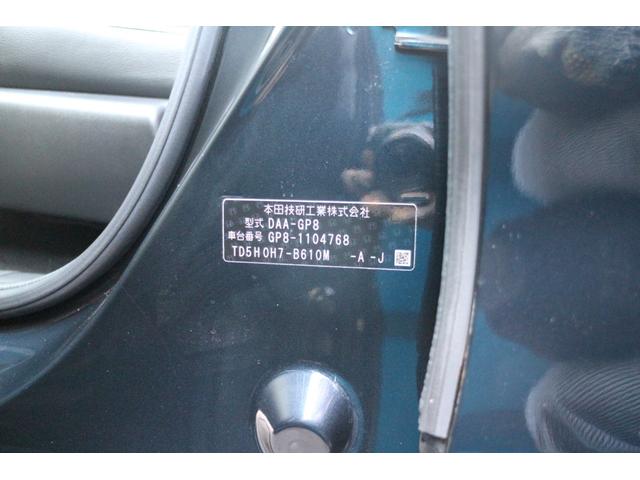 本田技研工業株式会社
型式 DAA-GP8
車台番号 GP8-1104768
TD5H0H7-B610M -A -J